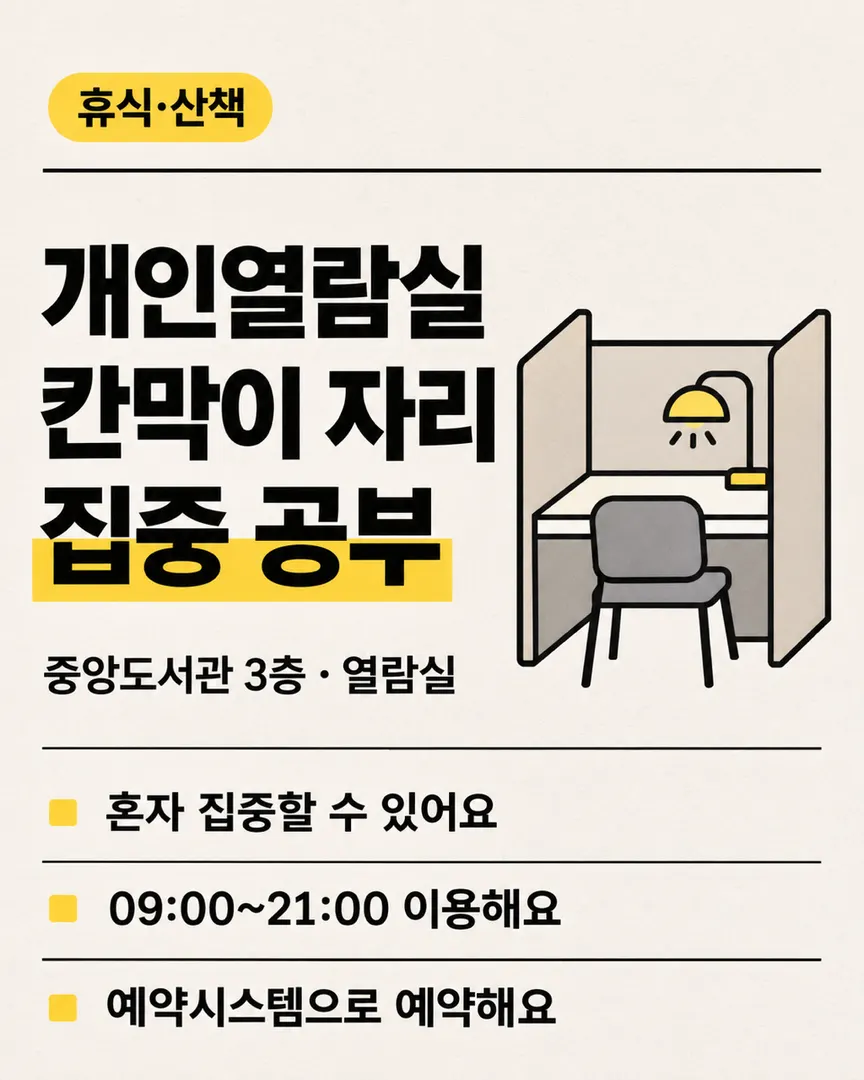 휴식·산책
개인열람실
칸막이 자리
집중 공부
중앙도서관 3층 · 열람실
혼자 집중할 수 있어요
09:00~21:00 이용해요
예약시스템으로 예약해요